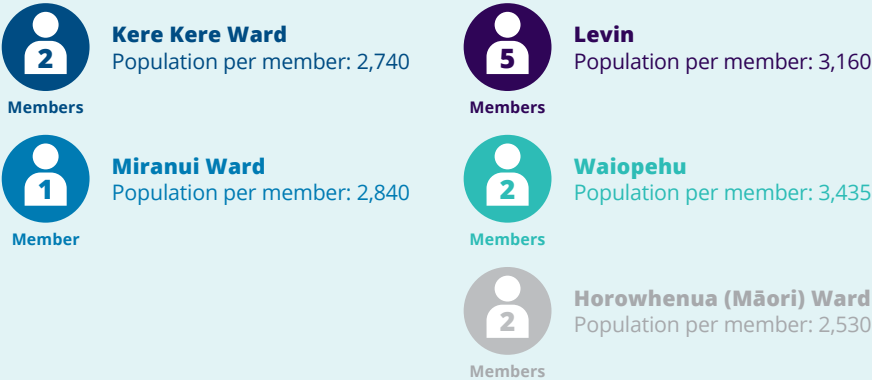 2
Members
Kere Kere Ward
Population per member: 2,740
1
Member
Miranui Ward
Population per member: 2,840
5
Members
Levin
Population per member: 3,160
2
Members
Waiopehu
Population per member: 3,435
2
Members
Horowhenua (Māori) Ward
Population per member: 2,530